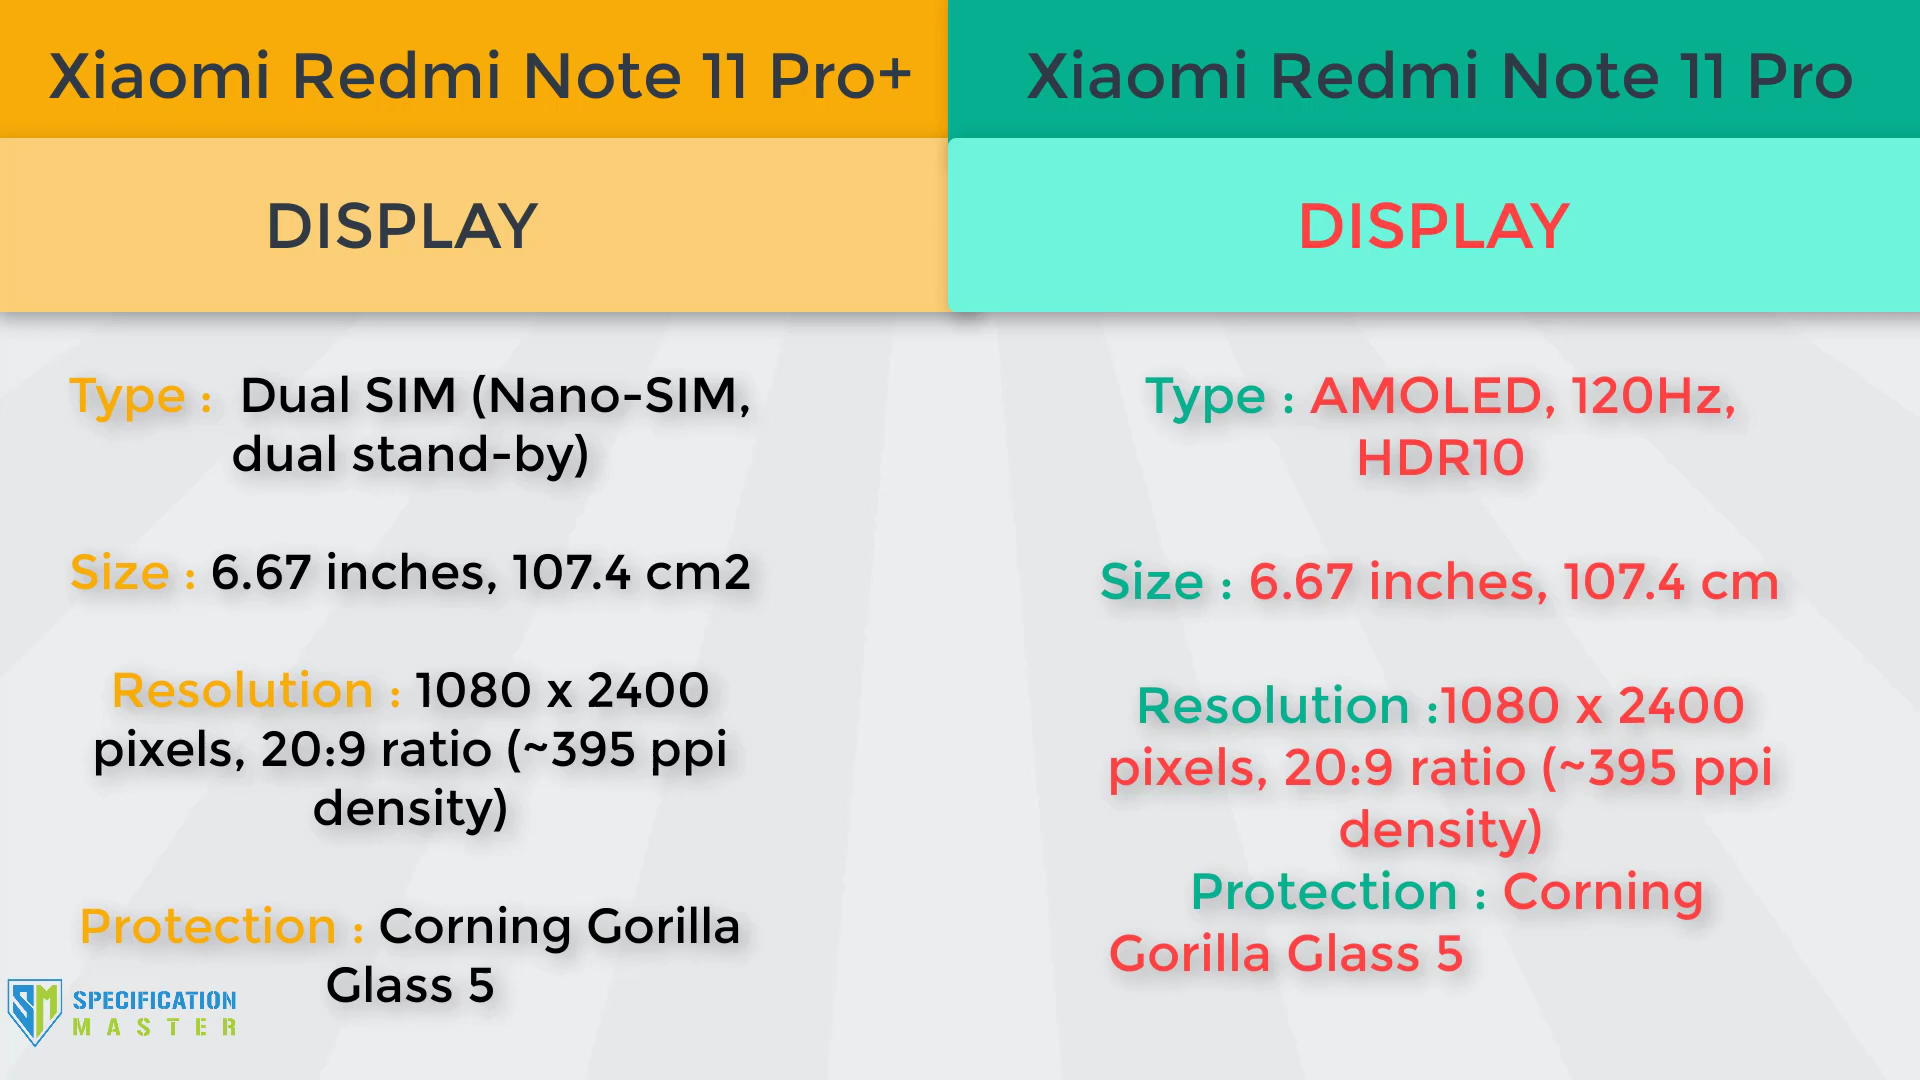 Xiaomi Redmi Note 11 Pro+
DISPLAY
Type : Dual SIM (Nano-SIM,
dual stand-by)
Size : 6.67 inches, 107.4 cm2
Resolution : 1080 x 2400
pixels, 20:9 ratio (~395 ppi
density)
Protection : Corning Gorilla
Glass 5
Xiaomi Redmi Note 11 Pro
DISPLAY
Type : AMOLED, 120Hz,
HDR10
Size : 6.67 inches, 107.4 cm
Resolution :1080 x 2400
pixels, 20:9 ratio (~395 ppi
density)
Protection : Corning
Gorilla Glass 5
SM
SPECIFICATION
MASTER